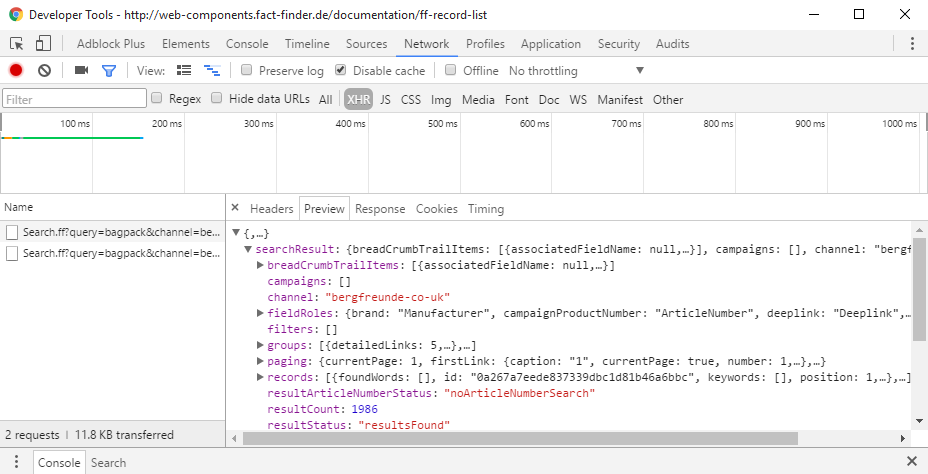 Developer Tools - http://web-components.fact-finder.de/documentation/ff-record-list
Adblock Plus Elements Console Timeline Sources Network Profiles Application Security Audits
View: Preserve log Disable cache Offline No throttling
Filter Regex Hide data URLs All XHR JS CSS Img Media Font Doc WS Manifest Other
100 ms 200 ms 300 ms 400 ms 500 ms 600 ms 700 ms 800 ms 900 ms 1000 ms
Name × Headers Preview Response Cookies Timing
Search.ff?query=bagpack&channel=be...
Search.ff?query=bagpack&channel=be...
{,…}
searchResult: {breadCrumbTrailItems: [{associatedFieldName: null,…}], campaigns: [], channel: "bergf
breadCrumbTrailItems: [{associatedFieldName: null,…}]
campaigns: []
channel: "bergfreunde-co-uk"
fieldRoles: {brand: "Manufacturer", campaignProductNumber: "ArticleNumber", deeplink: "Deeplink",…
filters: []
groups: [{detailedLinks: 5,…},…]
paging: {currentPage: 1, firstLink: {caption: "1", currentPage: true, number: 1,…},…}
records: [{foundWords: [], id: "0a267a7eede837339dbc1d81b46a6bbc", keywords: [], position: 1,…},…]
resultArticleNumberStatus: "noArticleNumberSearch"
resultCount: 1986
resultStatus: "resultsFound"
2 requests | 11.8 KB transferred
Console Search